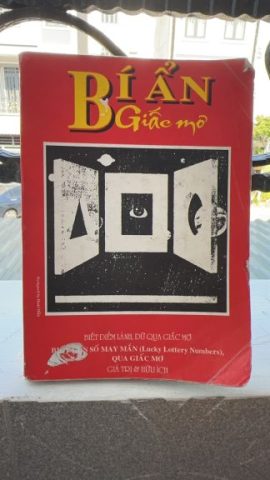 BÍ ẨN
Giấc mơ
BIẾT ĐIỀM LÀNH, DỮ QUA GIẤC MƠ
SỐ MAY MẮN (Lucky Lottery Numbers),
QUA GIẤC MƠ
GIÁ TRỊ & HỮU ÍCH